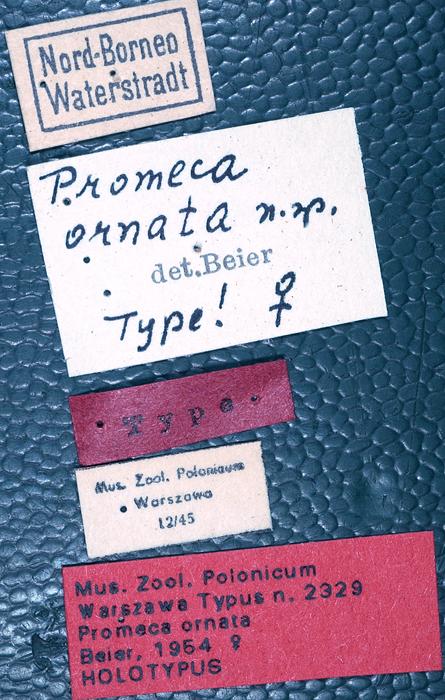 Nord-Borneo
Waterstradt
Promeca
ornata n.sp.
det. Beier
Type! ♀
Type.
Mus. Zool. Polonicum
Warszawa
12/45
Mus. Zool. Polonicum
Warszawa Typus n. 2329
Promeca ornata
Beier, 1954 ♀
HOLOTYPUS